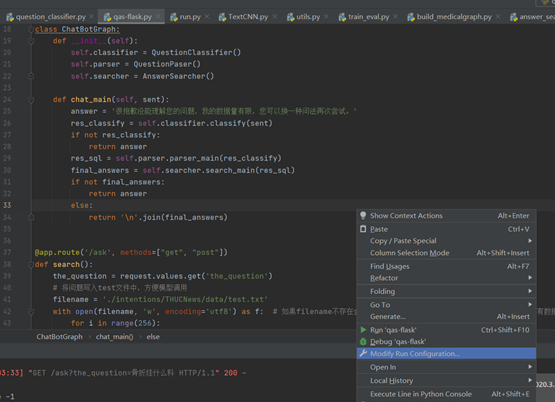 question_classifier.py
qas-flask.py
run.py
TextCNN.py
utils.py
train_eval.py
build_medicalgraph.py
18 class ChatBotGraph:
19 def __init__(self):
20 self.classifier = QuestionClassifier()
21 self.parser = QuestionPaser()
22 self.searcher = AnswerSearcher()
23
24 def chat_main(self, sent):
25 answer = '很抱歉没能理解您的问题，我的数据量有限，您可以换一种问法再次尝试。'
26 res_classify = self.classifier.classify(sent)
27 if not res_classify:
28 return answer
29 res_sql = self.parser.parser_main(res_classify)
30 final_answers = self.searcher.search_main(res_sql)
31 if not final_answers:
32 return answer
33 else:
34 return '\n'.join(final_answers)
35
36
37 @app.route('/ask', methods=["get", "post"])
38 def search():
39 the_question = request.values.get('the_question')
40 # 将问题写入test文件中，方便模型调用
41 filename = './intentions/THUCNews/data/test.txt'
42 with open(filename, 'w', encoding='utf8') as f: # 如果filename不存在
43 for i in range(256):
ChatBotGraph › chat_main() › else
Show Context Actions Alt+Enter
Paste Ctrl+V
Copy / Paste Special
Column Selection Mode Alt+Shift+Insert
Find Usages Alt+F7
Refactor
Folding
Go To
Generate... Alt+Insert
Run 'qas-flask' Ctrl+Shift+F10
Debug 'qas-flask'
Modify Run Configuration...
Open In
Local History
Execute Line in Python Console Alt+Shift+E
03:33] "GET /ask?the_question=骨折挂什么科 HTTP/1.1" 200 -
-1
2020.3.